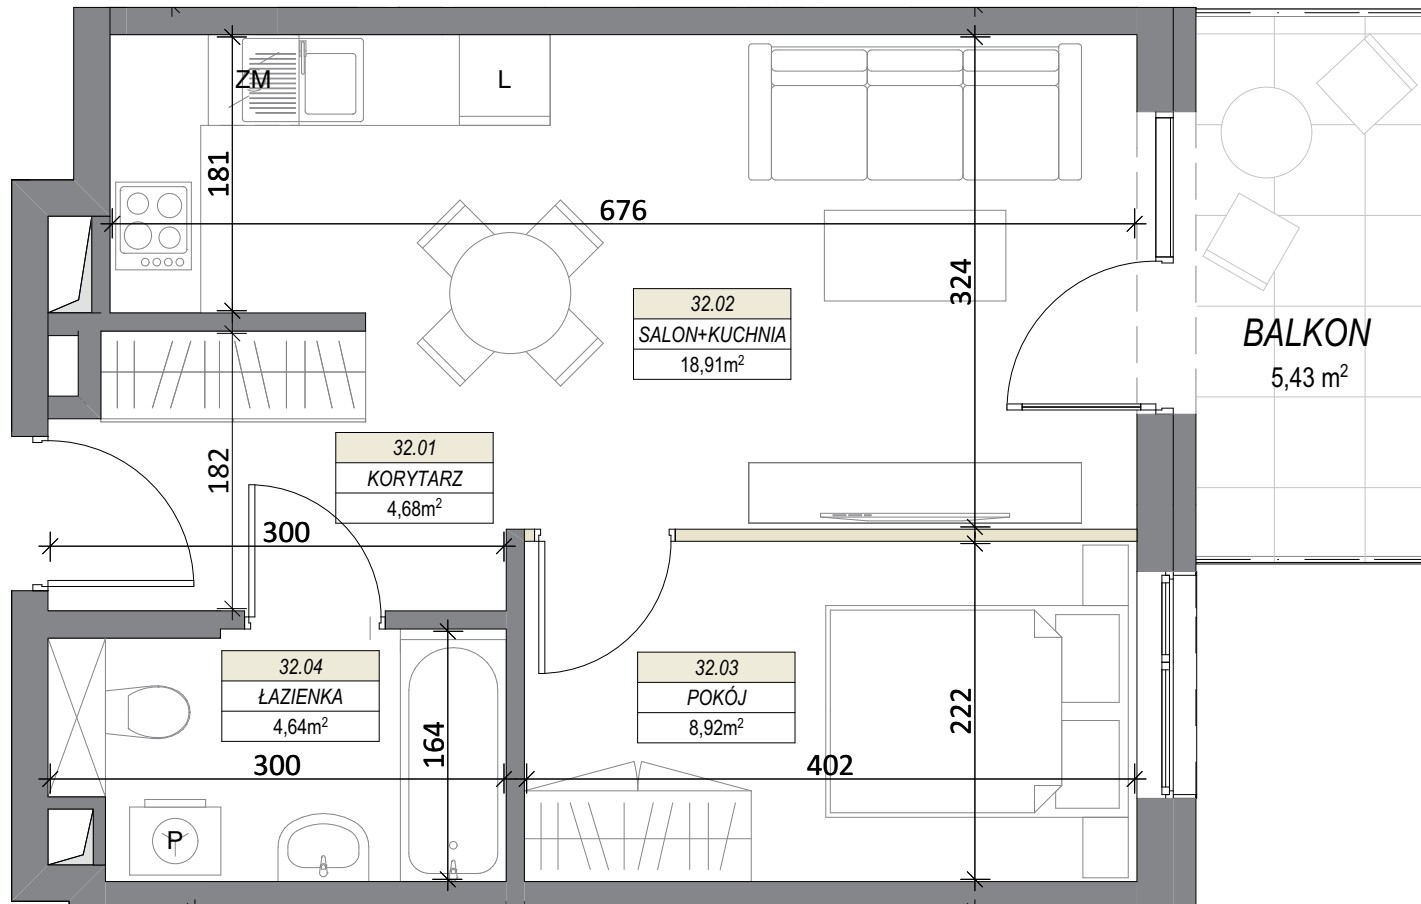 ZM
L
181
676
324
32.02
SALON+KUCHNIA
18,91m²
BALKON
5,43 m²
32.01
KORYTARZ
4,68m²
182
300
32.04
ŁAZIENKA
4,64m²
32.03
POKÓJ
8,92m²
222
164
300
402
P